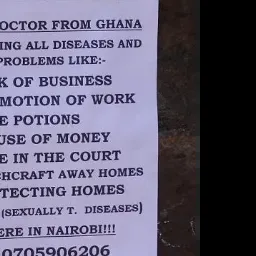 OCTOR FROM GHANA
ING ALL DISEASES AND
PROBLEMS LIKE:-
K OF BUSINESS
MOTION OF WORK
E POTIONS
USE OF MONEY
E IN THE COURT
HCRAFT AWAY HOMES
TECTING HOMES
(SEXUALLY T. DISEASES)
ERE IN NAIROBI!!!
0705906206